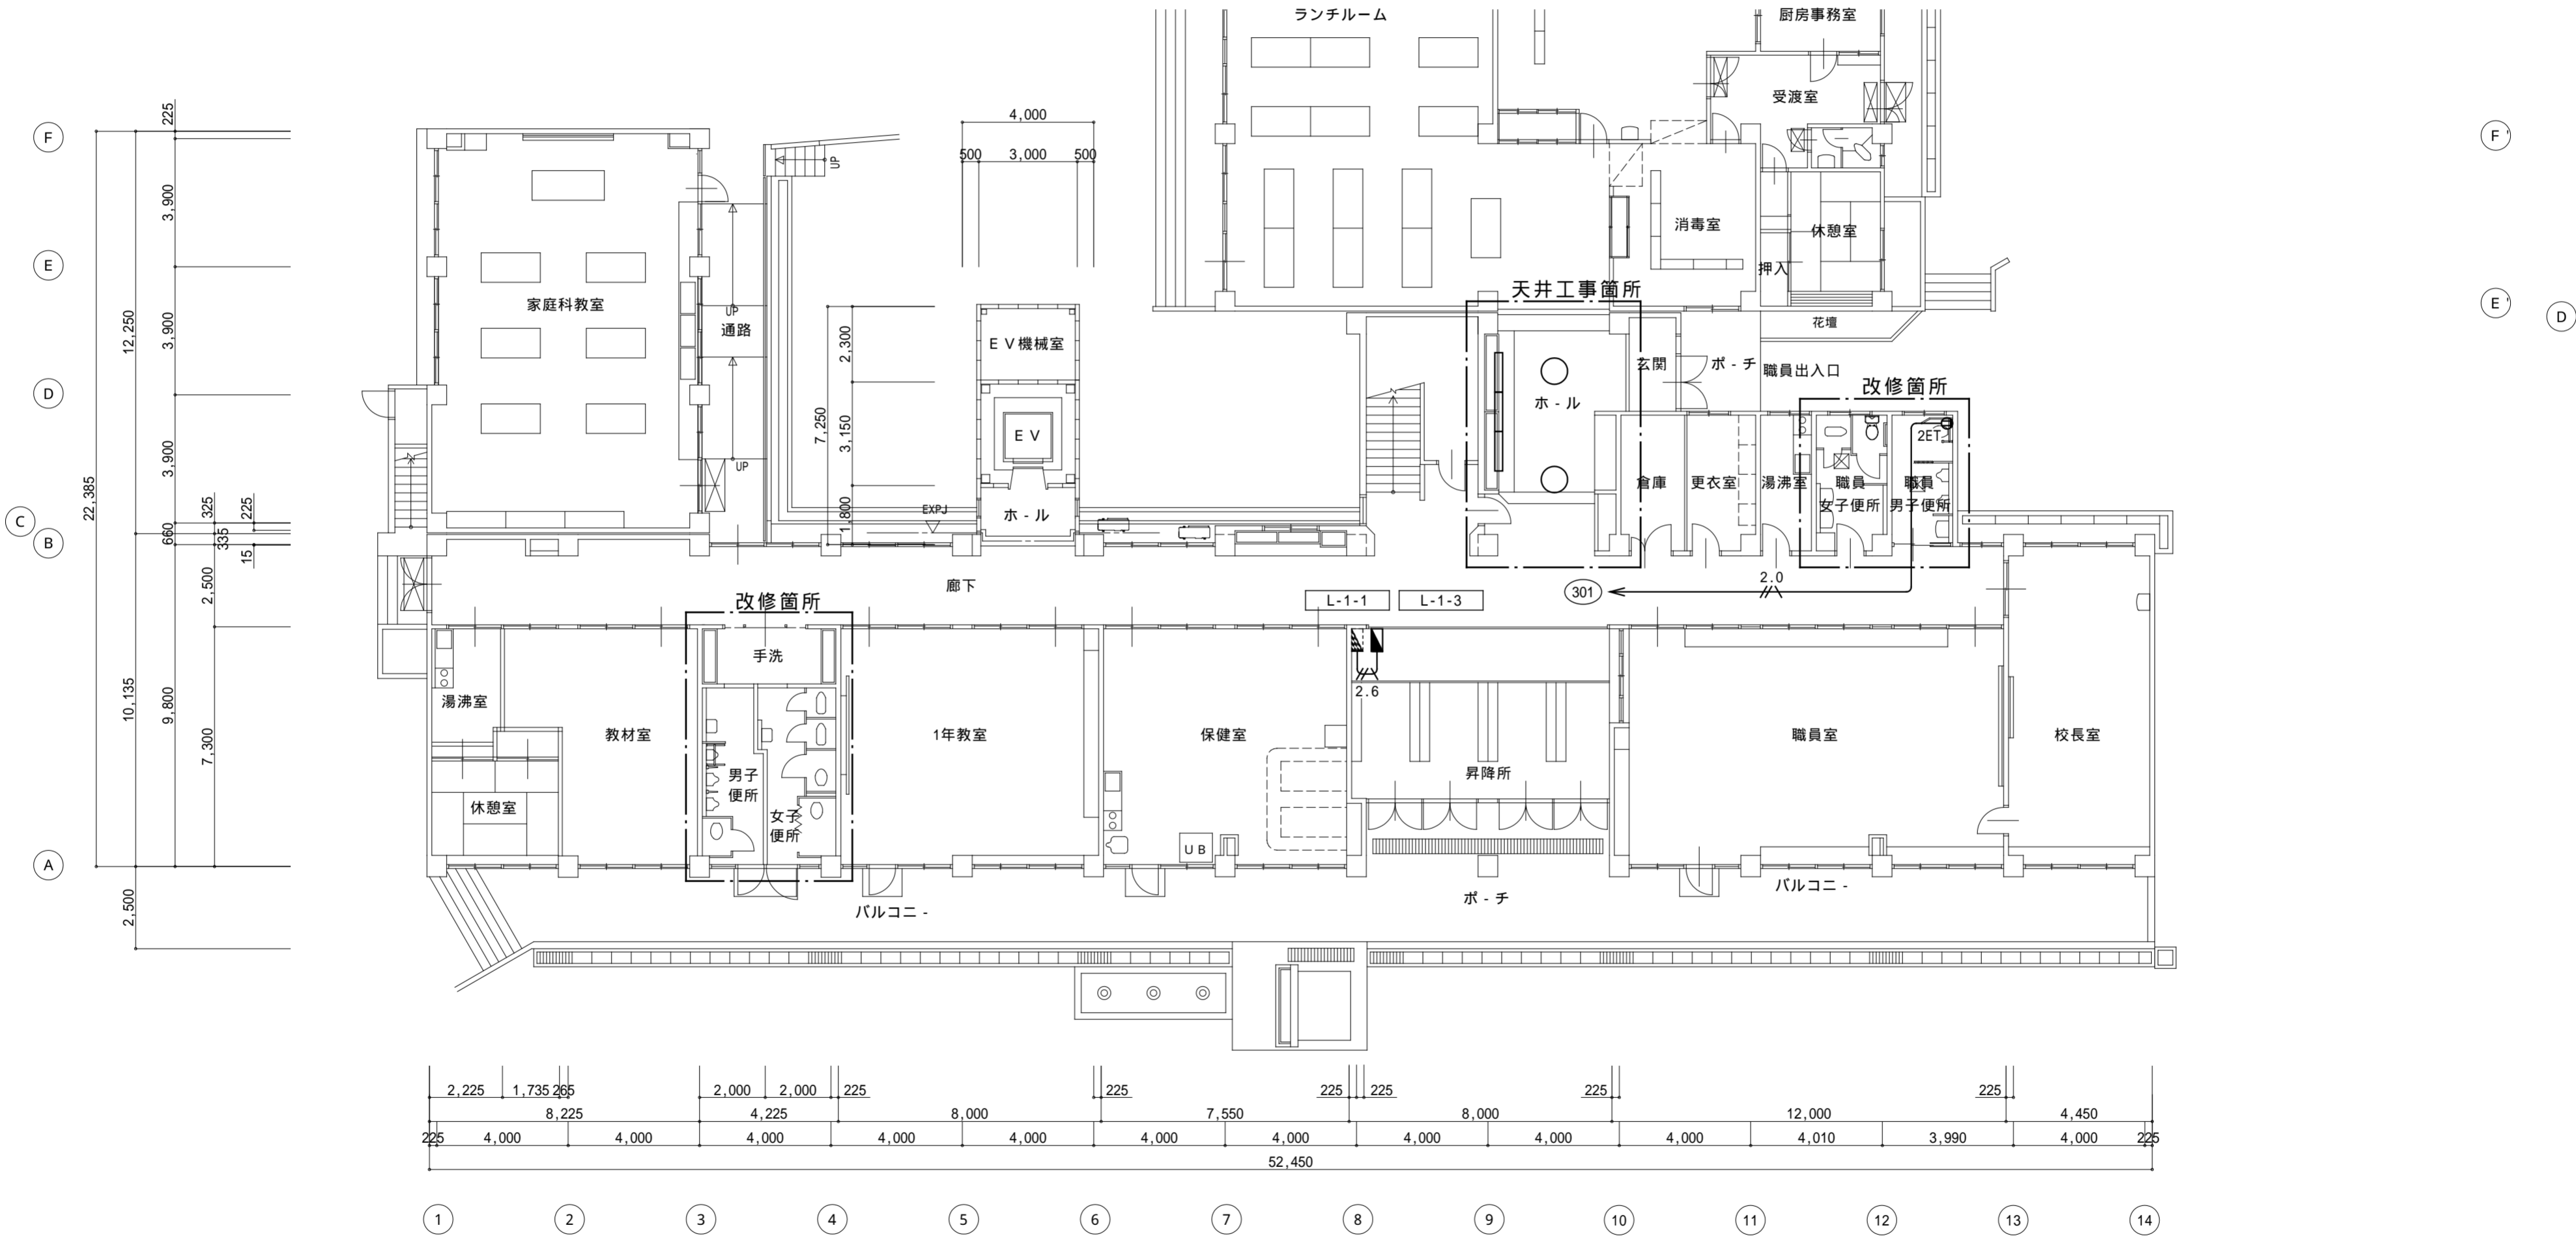 ランチルーム
厨房事務室
受渡室
F
F'
225
4,000
500 3,000 500
UP
3,900
消毒室
休憩室
押入
E
E'
D
家庭科教室
UP
通路
天井工事箇所
花壇
12,250
3,900
2,300
EV機械室
玄関
ポ-チ
職員出入口
改修箇所
D
ホ-ル
7,250
3,150
EV
2ET
3,900
UP
倉庫
更衣室
湯沸室
職員
女子便所
職員
男子便所
22,385
325
225
1,800
EXPJ
ホ-ル
C
B
660
335
15
2,500
廊下
L-1-1
L-1-3
301
2.0
改修箇所
手洗
湯沸室
2.6
10,135
9,800
7,300
教材室
1年教室
保健室
職員室
校長室
昇降所
男子
便所
休憩室
女子
便所
UB
A
バルコニ-
ポ-チ
バルコニ-
2,500
2,225 1,735 265 2,000 2,000 225 225 225 225 225 225
8,225 4,225 8,000 7,550 8,000 12,000 4,450
225 4,000 4,000 4,000 4,000 4,000 4,000 4,000 4,000 4,000 4,000 4,010 3,990 4,000 225
52,450
1 2 3 4 5 6 7 8 9 10 11 12 13 14